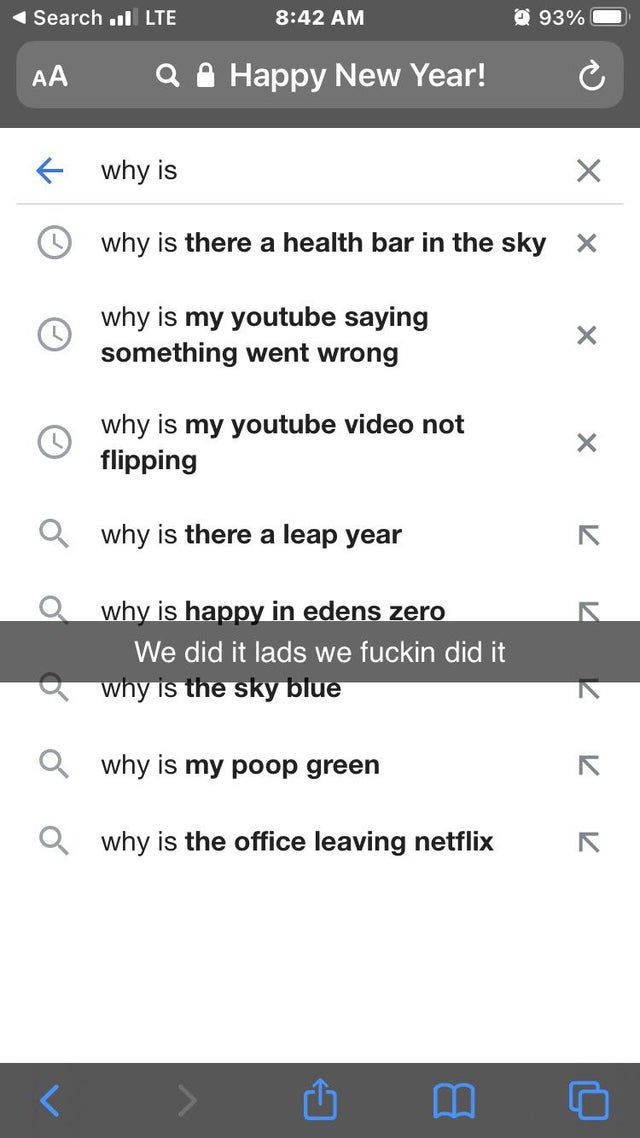 Search LTE 8:42 AM 93%
AA Happy New Year!
why is
why is there a health bar in the sky
why is my youtube saying
something went wrong
why is my youtube video not
flipping
why is there a leap year
why is happy in edens zero
We did it lads we fuckin did it
why is the sky blue
why is my poop green
why is the office leaving netflix